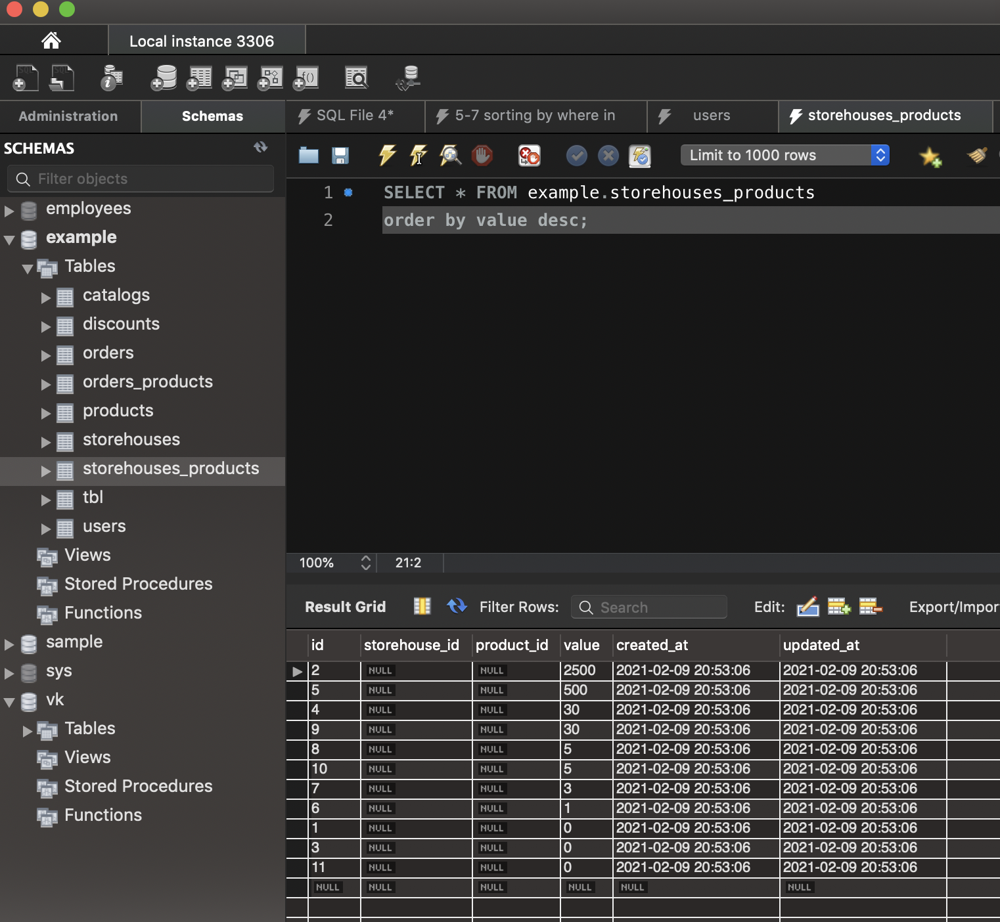 Local instance 3306
SQL SQL i f()
Administration Schemas
SQL File 4* 5-7 sorting by where in users storehouses_products
SCHEMAS
Filter objects
Limit to 1000 rows
employees
example
Tables
catalogs
discounts
orders
orders_products
products
storehouses
storehouses_products
tbl
users
Views
Stored Procedures
Functions
sample
sys
vk
Tables
Views
Stored Procedures
Functions
1 SELECT * FROM example.storehouses_products
2 order by value desc;
100% 21:2
Result Grid Filter Rows: Search Edit: Export/Impor
id storehouse_id product_id value created_at updated_at
2 NULL NULL 2500 2021-02-09 20:53:06 2021-02-09 20:53:06
5 NULL NULL 500 2021-02-09 20:53:06 2021-02-09 20:53:06
4 NULL NULL 30 2021-02-09 20:53:06 2021-02-09 20:53:06
9 NULL NULL 30 2021-02-09 20:53:06 2021-02-09 20:53:06
8 NULL NULL 5 2021-02-09 20:53:06 2021-02-09 20:53:06
10 NULL NULL 5 2021-02-09 20:53:06 2021-02-09 20:53:06
7 NULL NULL 3 2021-02-09 20:53:06 2021-02-09 20:53:06
6 NULL NULL 1 2021-02-09 20:53:06 2021-02-09 20:53:06
1 NULL NULL 0 2021-02-09 20:53:06 2021-02-09 20:53:06
3 NULL NULL 0 2021-02-09 20:53:06 2021-02-09 20:53:06
11 NULL NULL 0 2021-02-09 20:53:06 2021-02-09 20:53:06
NULL NULL NULL NULL NULL NULL